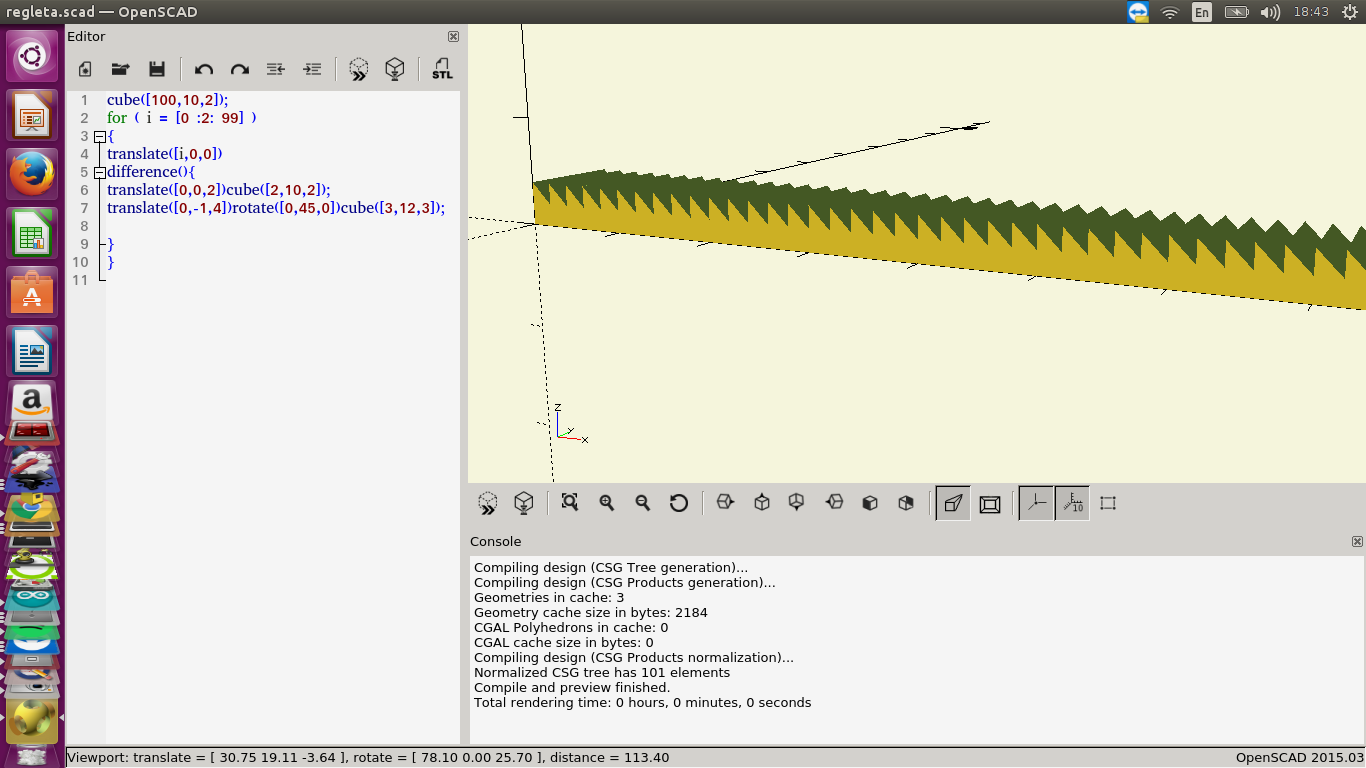 regleta.scad — OpenSCAD
En
18:43
Editor
STL
1 cube([100,10,2]);
2 for ( i = [0 :2: 99] )
3 {
4 translate([i,0,0])
5 difference(){
6 translate([0,0,2])cube([2,10,2]);
7 translate([0,-1,4])rotate([0,45,0])cube([3,12,3]);
8
9 }
10 }
11
z
y
x
10
Console
Compiling design (CSG Tree generation)...
Compiling design (CSG Products generation)...
Geometries in cache: 3
Geometry cache size in bytes: 2184
CGAL Polyhedrons in cache: 0
CGAL cache size in bytes: 0
Compiling design (CSG Products normalization)...
Normalized CSG tree has 101 elements
Compile and preview finished.
Total rendering time: 0 hours, 0 minutes, 0 seconds
Viewport: translate = [ 30.75 19.11 -3.64 ], rotate = [ 78.10 0.00 25.70 ], distance = 113.40
OpenSCAD 2015.03